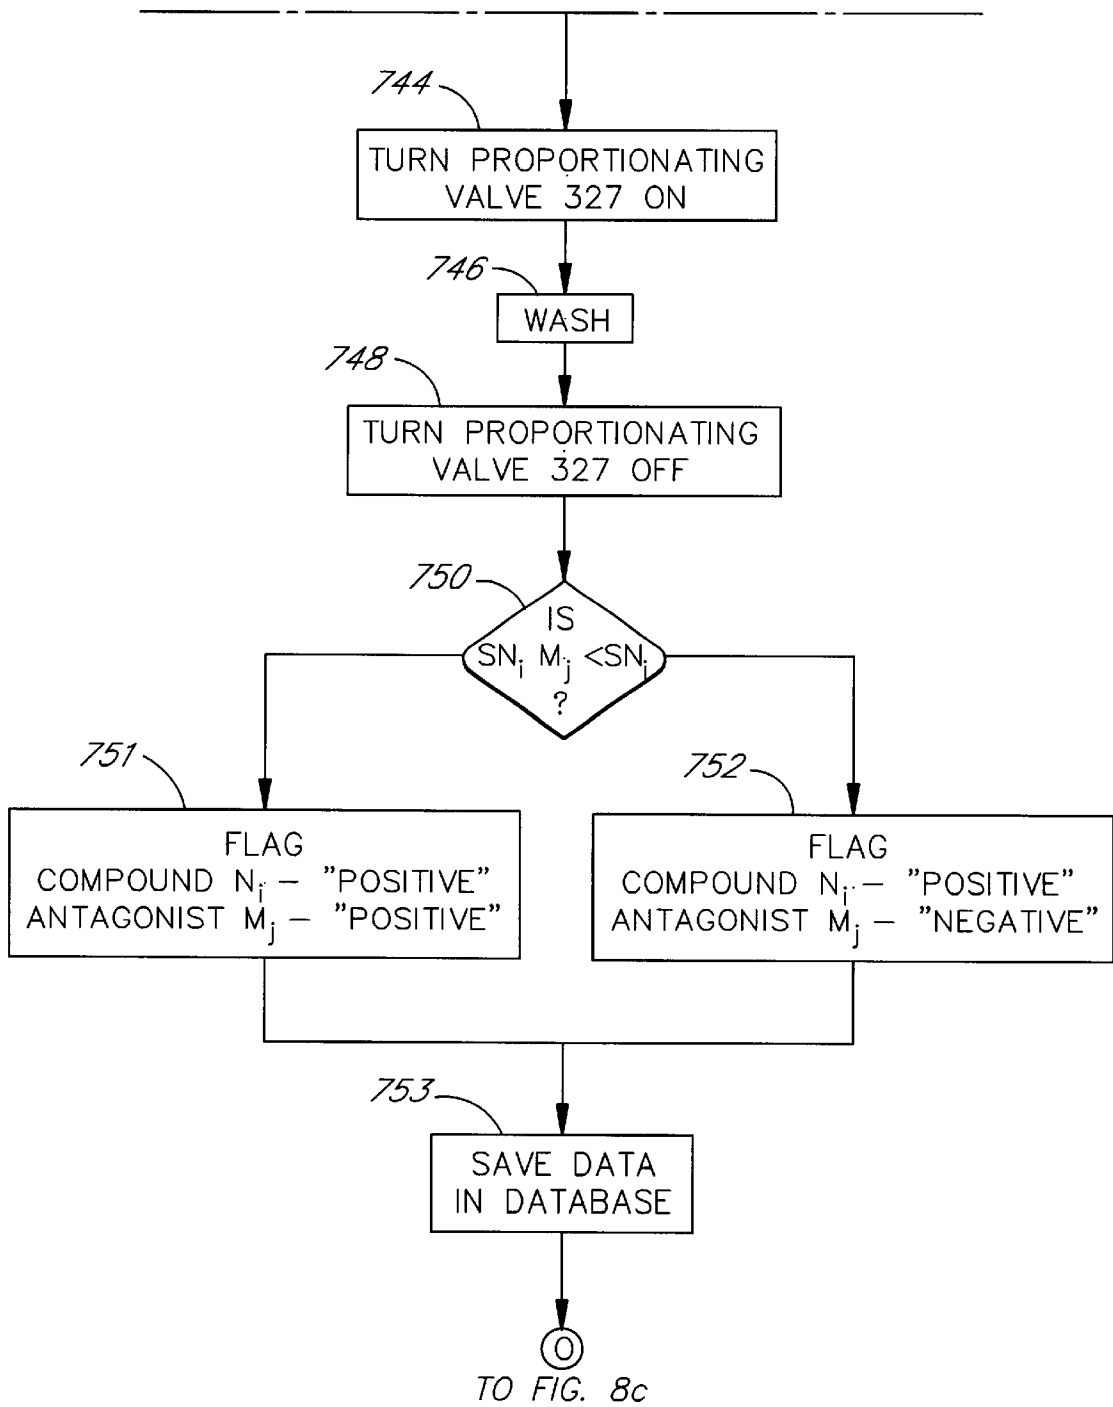 744
TURN PROPORTIONATING
VALVE 327 ON
746
WASH
748
TURN PROPORTIONATING
VALVE 327 OFF
750
IS
SNi Mj <SNi
?
751
FLAG
COMPOUND Ni – "POSITIVE"
ANTAGONIST Mj – "POSITIVE"
752
FLAG
COMPOUND Ni – "POSITIVE"
ANTAGONIST Mj – "NEGATIVE"
753
SAVE DATA
IN DATABASE
O
TO FIG. 8c